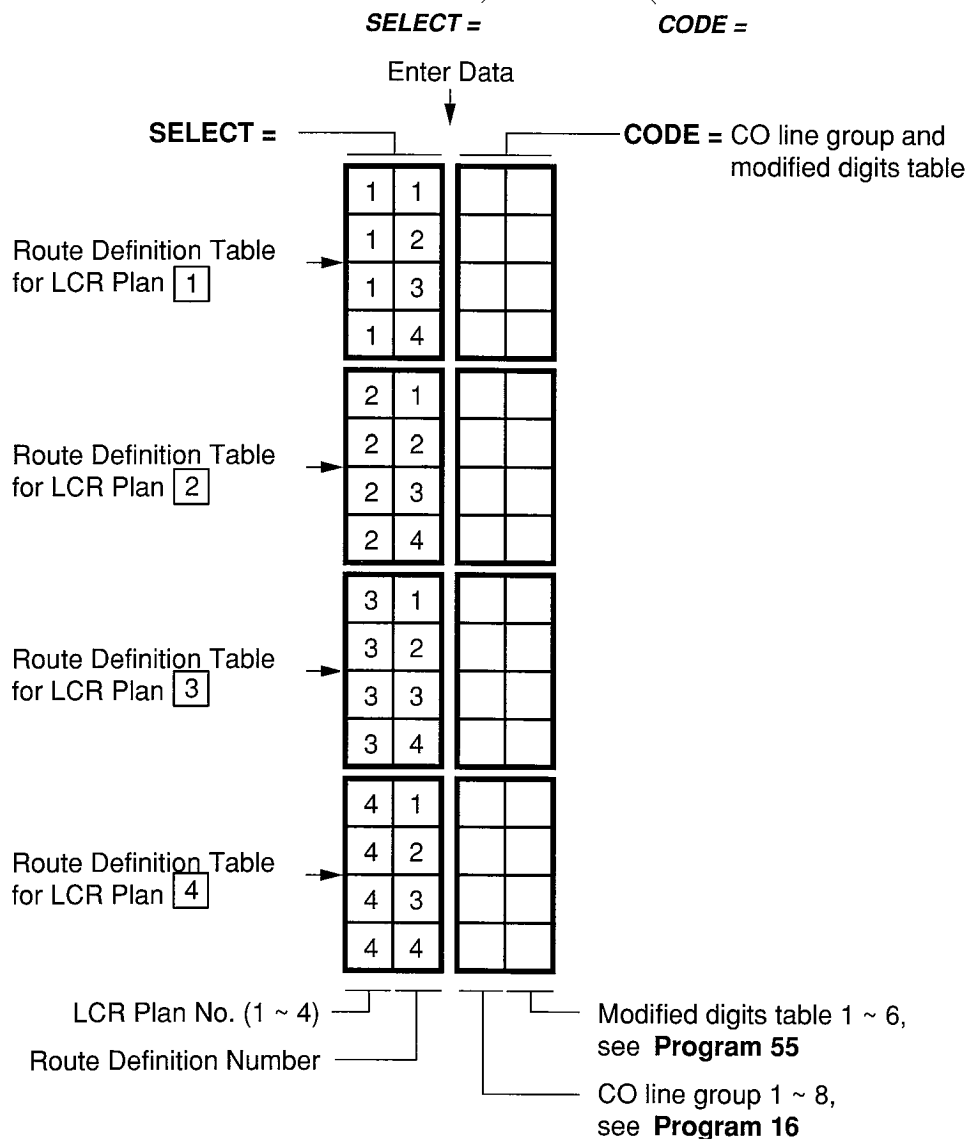 SELECT = CODE =
Enter Data
SELECT = CODE = CO line group and
modified digits table
1 1
1 2
Route Definition Table
for LCR Plan 1
1 3
1 4
2 1
2 2
Route Definition Table
for LCR Plan 2
2 3
2 4
3 1
3 2
Route Definition Table
for LCR Plan 3
3 3
3 4
4 1
4 2
Route Definition Table
for LCR Plan 4
4 3
4 4
LCR Plan No. (1 ~ 4)
Route Definition Number
Modified digits table 1 ~ 6,
see Program 55
CO line group 1 ~ 8,
see Program 16